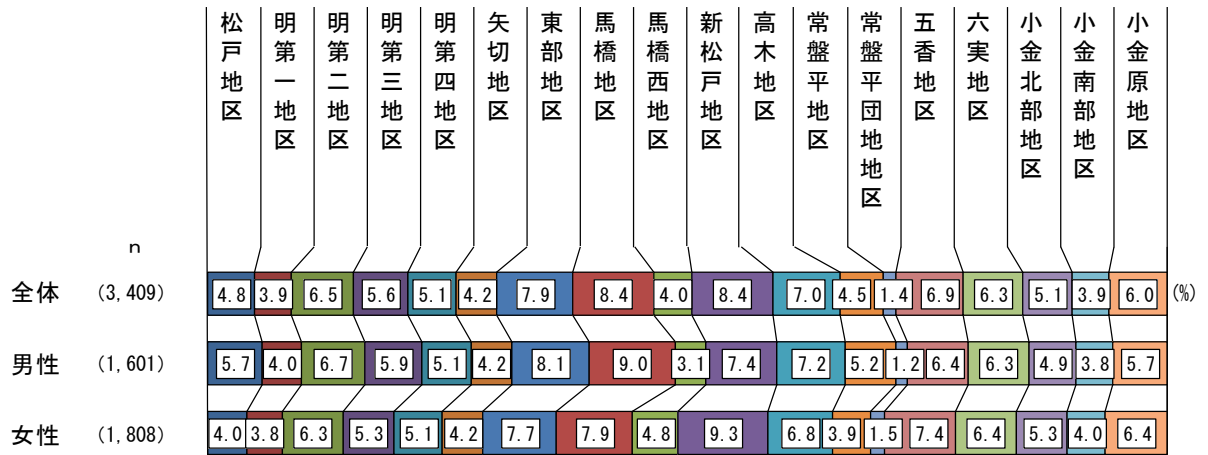 松戸地区
明第一地区
明第二地区
明第三地区
明第四地区
矢切地区
東部地区
馬橋地区
馬橋西地区
新松戸地区
高木地区
常盤平地区
常盤平団地地区
五香地区
六実地区
小金北部地区
小金南部地区
小金原地区
n
全体 (3,409) 4.8 3.9 6.5 5.6 5.1 4.2 7.9 8.4 4.0 8.4 7.0 4.5 1.4 6.9 6.3 5.1 3.9 6.0 (%)
男性 (1,601) 5.7 4.0 6.7 5.9 5.1 4.2 8.1 9.0 3.1 7.4 7.2 5.2 1.2 6.4 6.3 4.9 3.8 5.7
女性 (1,808) 4.0 3.8 6.3 5.3 5.1 4.2 7.7 7.9 4.8 9.3 6.8 3.9 1.5 7.4 6.4 5.3 4.0 6.4